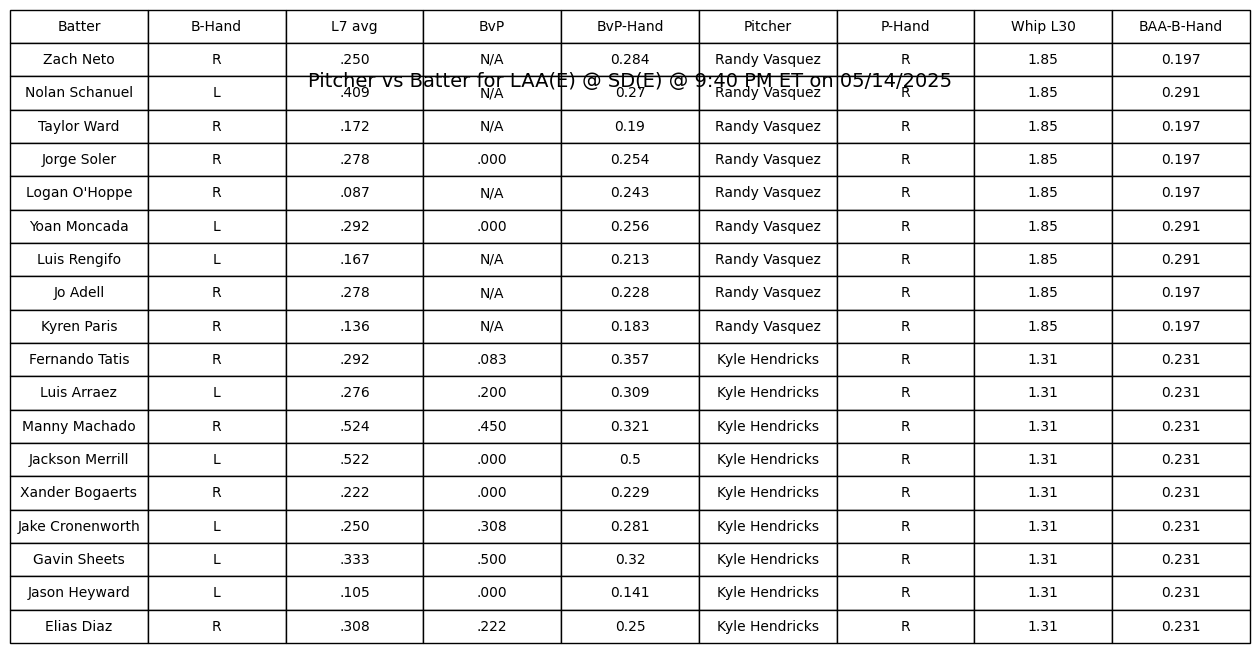 Batter B-Hand L7 avg BvP BvP-Hand Pitcher P-Hand Whip L30 BAA-B-Hand
Zach Neto R .250 N/A 0.284 Randy Vasquez R 1.85 0.197
Pitcher vs Batter for LAA(E) @ SD(E) @ 9:40 PM ET on 05/14/2025
Nolan Schanuel L .409 N/A 0.27 Randy Vasquez R 1.85 0.291
Taylor Ward R .172 N/A 0.19 Randy Vasquez R 1.85 0.197
Jorge Soler R .278 .000 0.254 Randy Vasquez R 1.85 0.197
Logan O'Hoppe R .087 N/A 0.243 Randy Vasquez R 1.85 0.197
Yoan Moncada L .292 .000 0.256 Randy Vasquez R 1.85 0.291
Luis Rengifo L .167 N/A 0.213 Randy Vasquez R 1.85 0.291
Jo Adell R .278 N/A 0.228 Randy Vasquez R 1.85 0.197
Kyren Paris R .136 N/A 0.183 Randy Vasquez R 1.85 0.197
Fernando Tatis R .292 .083 0.357 Kyle Hendricks R 1.31 0.231
Luis Arraez L .276 .200 0.309 Kyle Hendricks R 1.31 0.231
Manny Machado R .524 .450 0.321 Kyle Hendricks R 1.31 0.231
Jackson Merrill L .522 .000 0.5 Kyle Hendricks R 1.31 0.231
Xander Bogaerts R .222 .000 0.229 Kyle Hendricks R 1.31 0.231
Jake Cronenworth L .250 .308 0.281 Kyle Hendricks R 1.31 0.231
Gavin Sheets L .333 .500 0.32 Kyle Hendricks R 1.31 0.231
Jason Heyward L .105 .000 0.141 Kyle Hendricks R 1.31 0.231
Elias Diaz R .308 .222 0.25 Kyle Hendricks R 1.31 0.231